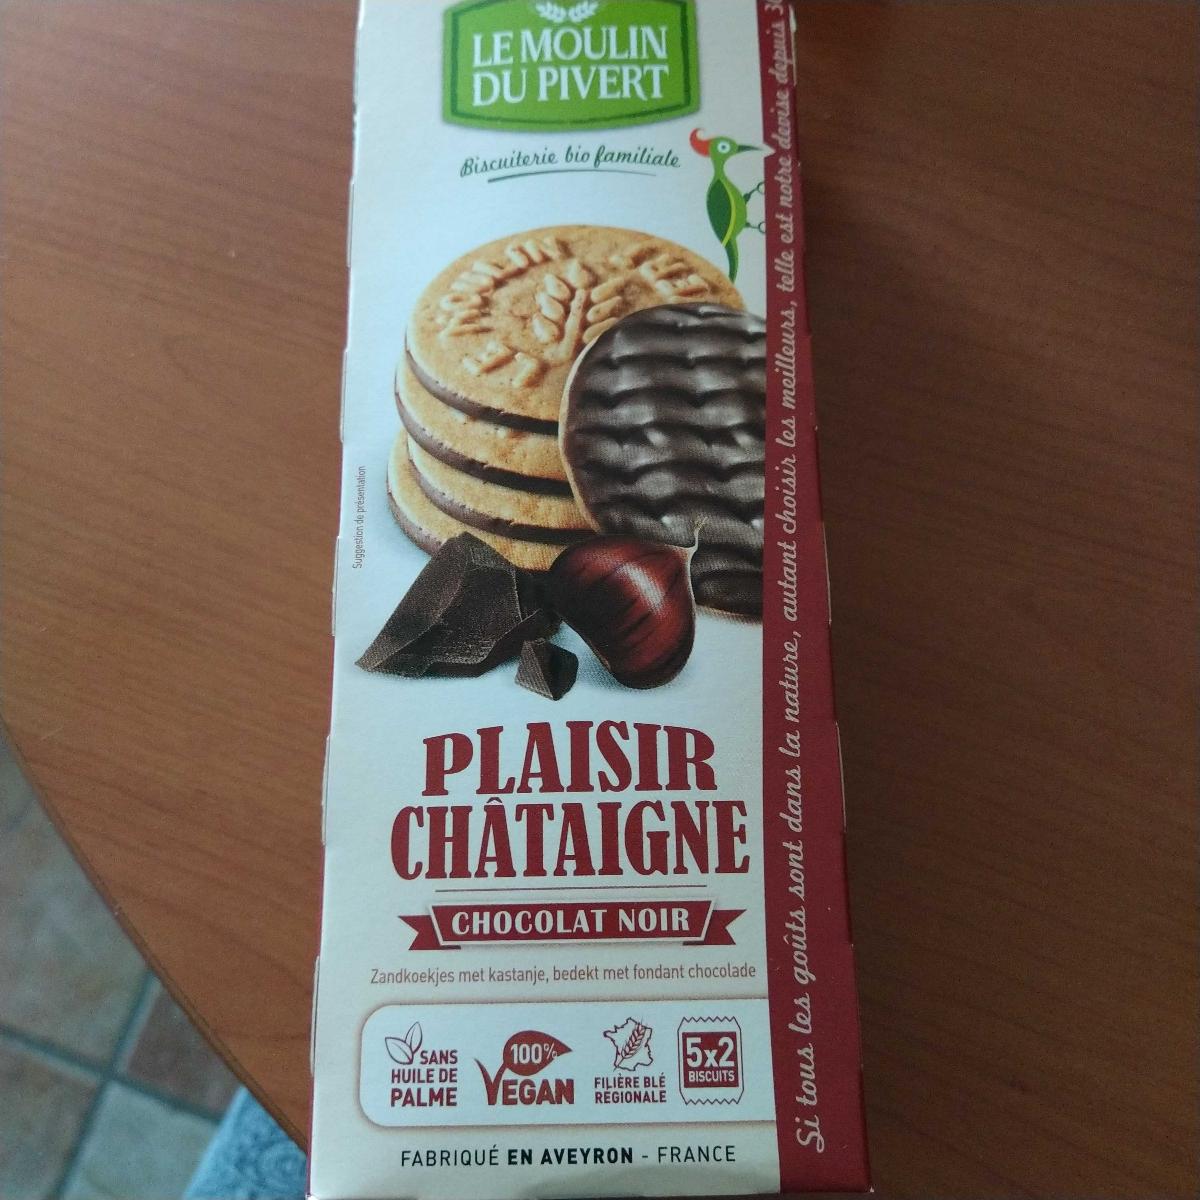 LE MOULIN
DU PIVERT
Biscuiterie bio familiale
LE MOULIN
Suggestion de présentation
PLAISIR
CHÂTAIGNE
CHOCOLAT NOIR
Zandkoekjes met kastanje, bedekt met fondant chocolade
SANS
HUILE DE
PALME
100%
VEGAN
FILIÈRE BLÉ
RÉGIONALE
5x2
BISCUITS
FABRIQUÉ EN AVEYRON - FRANCE
Si tous les goûts sont dans la nature, autant choisir les meilleurs, telle est notre devise depuis